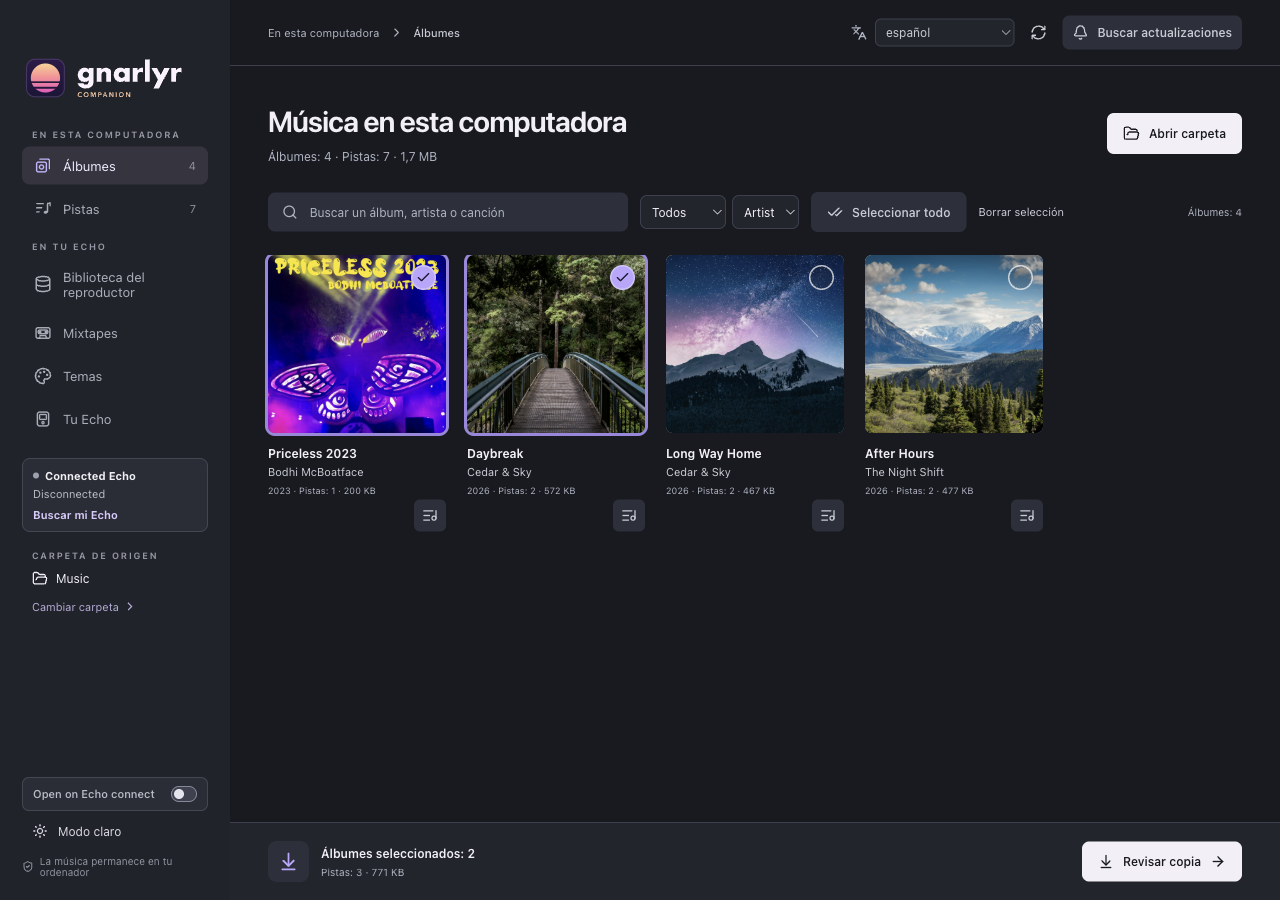 gnarlyr
COMPANION
EN ESTA COMPUTADORA
Álbumes 4
Pistas 7
EN TU ECHO
Biblioteca del
reproductor
Mixtapes
Temas
Tu Echo
Connected Echo
Disconnected
Buscar mi Echo
CARPETA DE ORIGEN
Music
Cambiar carpeta
Open on Echo connect
Modo claro
La música permanece en tu
ordenador
En esta computadora > Álbumes
español
Buscar actualizaciones
Música en esta computadora
Álbumes: 4 · Pistas: 7 · 1,7 MB
Abrir carpeta
Buscar un álbum, artista o canción
Todos
Artist
Seleccionar todo
Borrar selección
Álbumes: 4
PRICELESS 2023
Priceless 2023
Bodhi McBoatface
2023 · Pistas: 1 · 200 KB
Daybreak
Cedar & Sky
2026 · Pistas: 2 · 572 KB
Long Way Home
Cedar & Sky
2026 · Pistas: 2 · 467 KB
After Hours
The Night Shift
2026 · Pistas: 2 · 477 KB
Álbumes seleccionados: 2
Pistas: 3 · 771 KB
Revisar copia